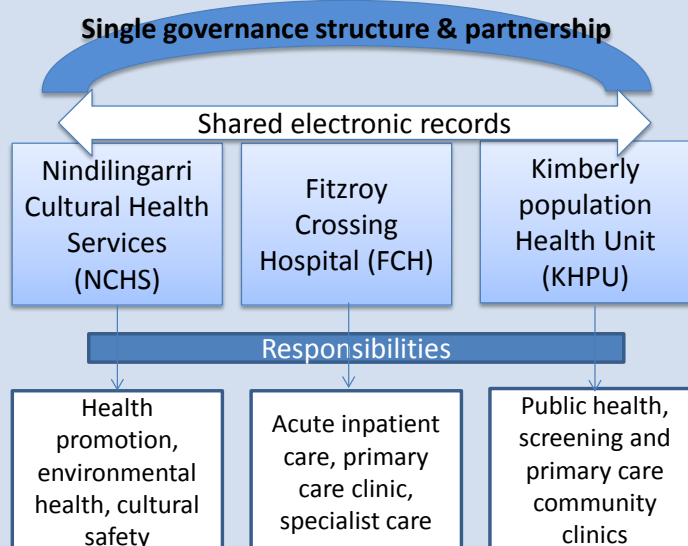 Single governance structure & partnership
Shared electronic records
Nindilingarri
Cultural Health
Services
(NCHS)
Fitzroy
Crossing
Hospital (FCH)
Kimberly
population
Health Unit
(KHPU)
Responsibilities
Health
promotion,
environmental
health, cultural
safety
Acute inpatient
care, primary
care clinic,
specialist care
Public health,
screening and
primary care
community
clinics